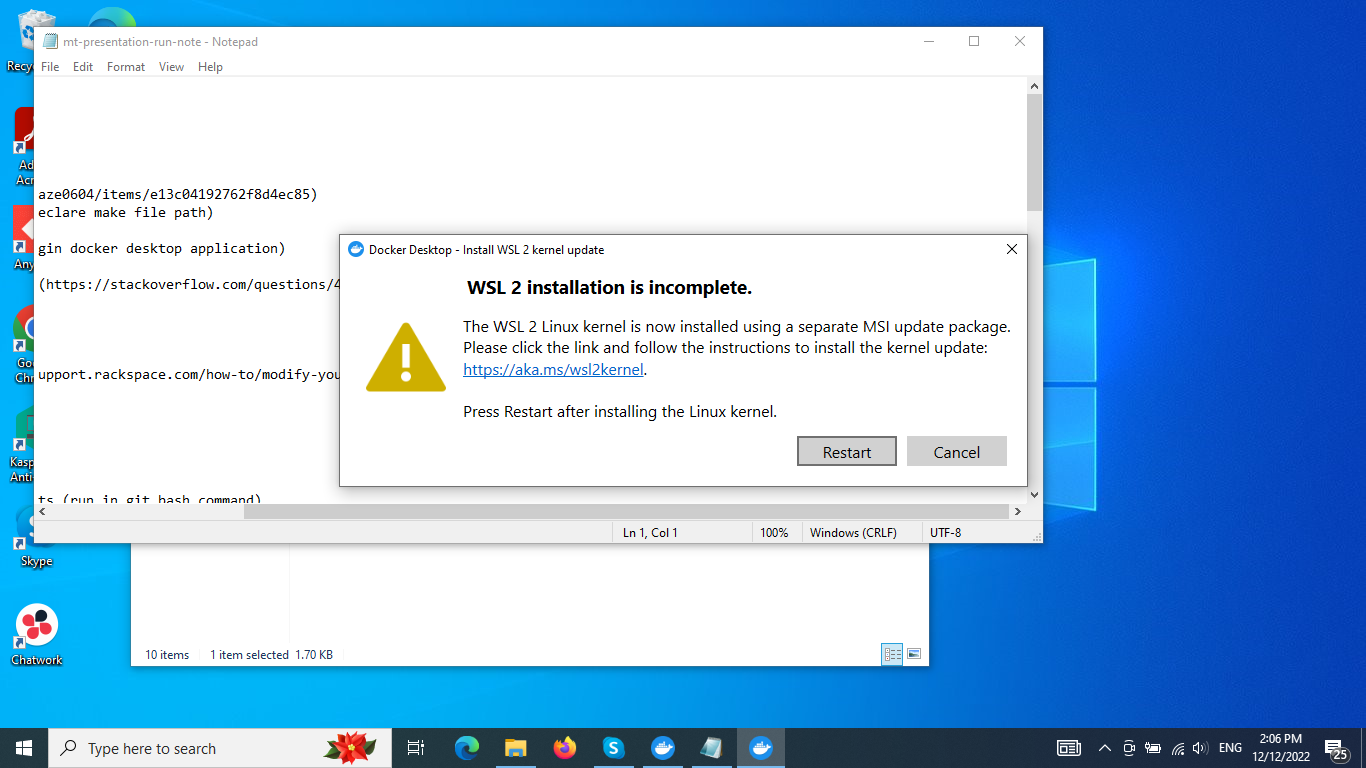 mt-presentation-run-note - Notepad
File Edit Format View Help
aze0604/items/e13c04192762f8d4ec85)
eclare make file path)
gin docker desktop application)
(https://stackoverflow.com/questions/4
upport.rackspace.com/how-to/modify-you
ts (run in git bash command)
Ln 1, Col 1 100% Windows (CRLF) UTF-8
Docker Desktop - Install WSL 2 kernel update
WSL 2 installation is incomplete.
The WSL 2 Linux kernel is now installed using a separate MSI update package.
Please click the link and follow the instructions to install the kernel update:
https://aka.ms/wsl2kernel.
Press Restart after installing the Linux kernel.
Restart Cancel
Recy
Ad
Acr
Any
Goo
Chr
Kasp
Anti-
Skype
Chatwork
10 items 1 item selected 1.70 KB
Type here to search
ENG
2:06 PM
12/12/2022
25